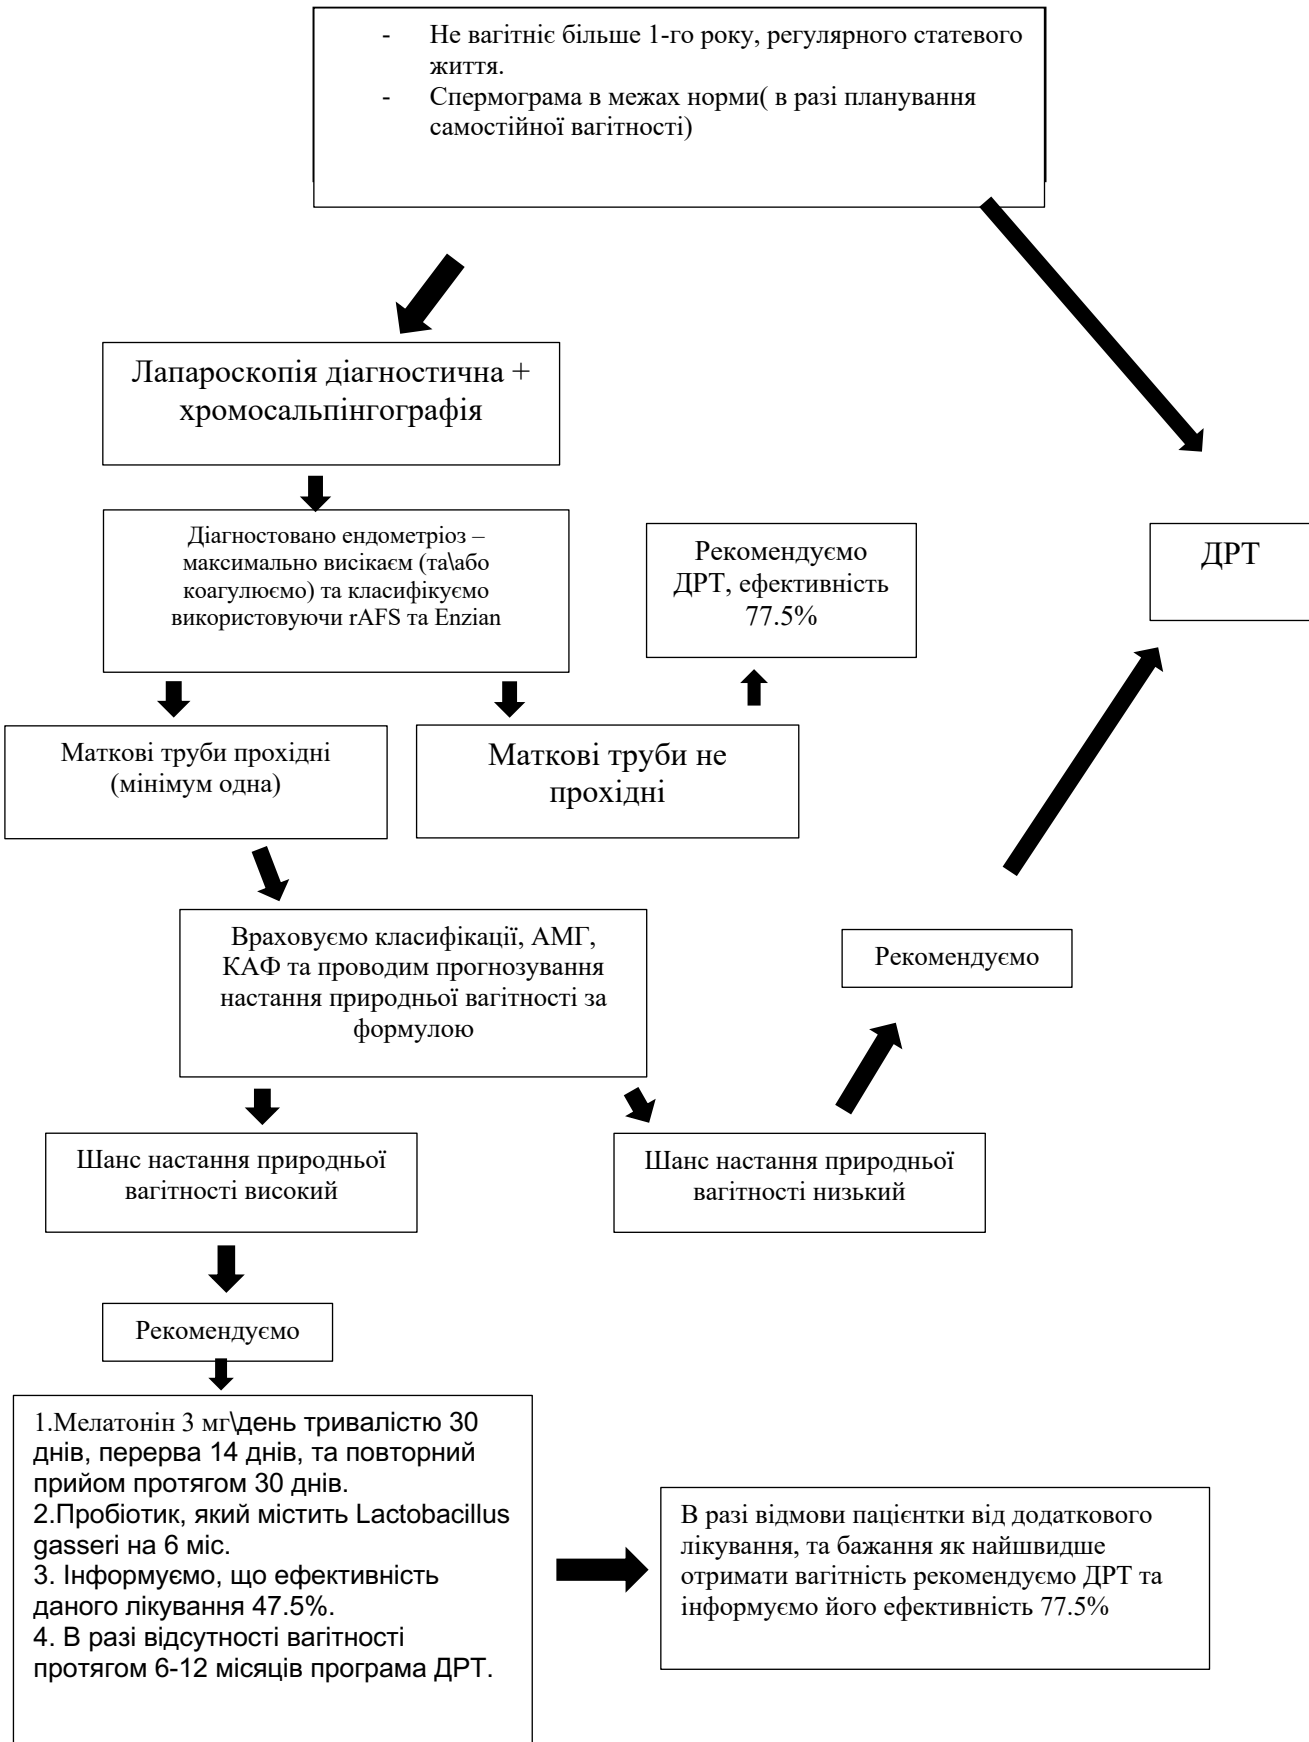 - Не вагітніє більше 1-го року, регулярного статевого
життя.
- Спермограма в межах норми( в разі планування
самостійної вагітності)
Лапароскопія діагностична +
хромосальпінгографія
Діагностовано ендометріоз –
максимально висікаєм (та\або
коагулюємо) та класифікуємо
використовуючи rAFS та Enzian
Рекомендуємо
ДРТ, ефективність
77.5%
ДРТ
Маткові труби прохідні
(мінімум одна)
Маткові труби не
прохідні
Враховуємо класифікації, АМГ,
КАФ та проводим прогнозування
настання природньої вагітності за
формулою
Рекомендуємо
Шанс настання природньої
вагітності високий
Шанс настання природньої
вагітності низький
Рекомендуємо
1.Мелатонін 3 мг\день тривалістю 30
днів, перерва 14 днів, та повторний
прийом протягом 30 днів.
2.Пробіотик, який містить Lactobacillus
gasseri на 6 міс.
3. Інформуємо, що ефективність
даного лікування 47.5%.
4. В разі відсутності вагітності
протягом 6-12 місяців програма ДРТ.
В разі відмови пацієнтки від додаткового
лікування, та бажання як найшвидше
отримати вагітність рекомендуємо ДРТ та
інформуємо його ефективність 77.5%